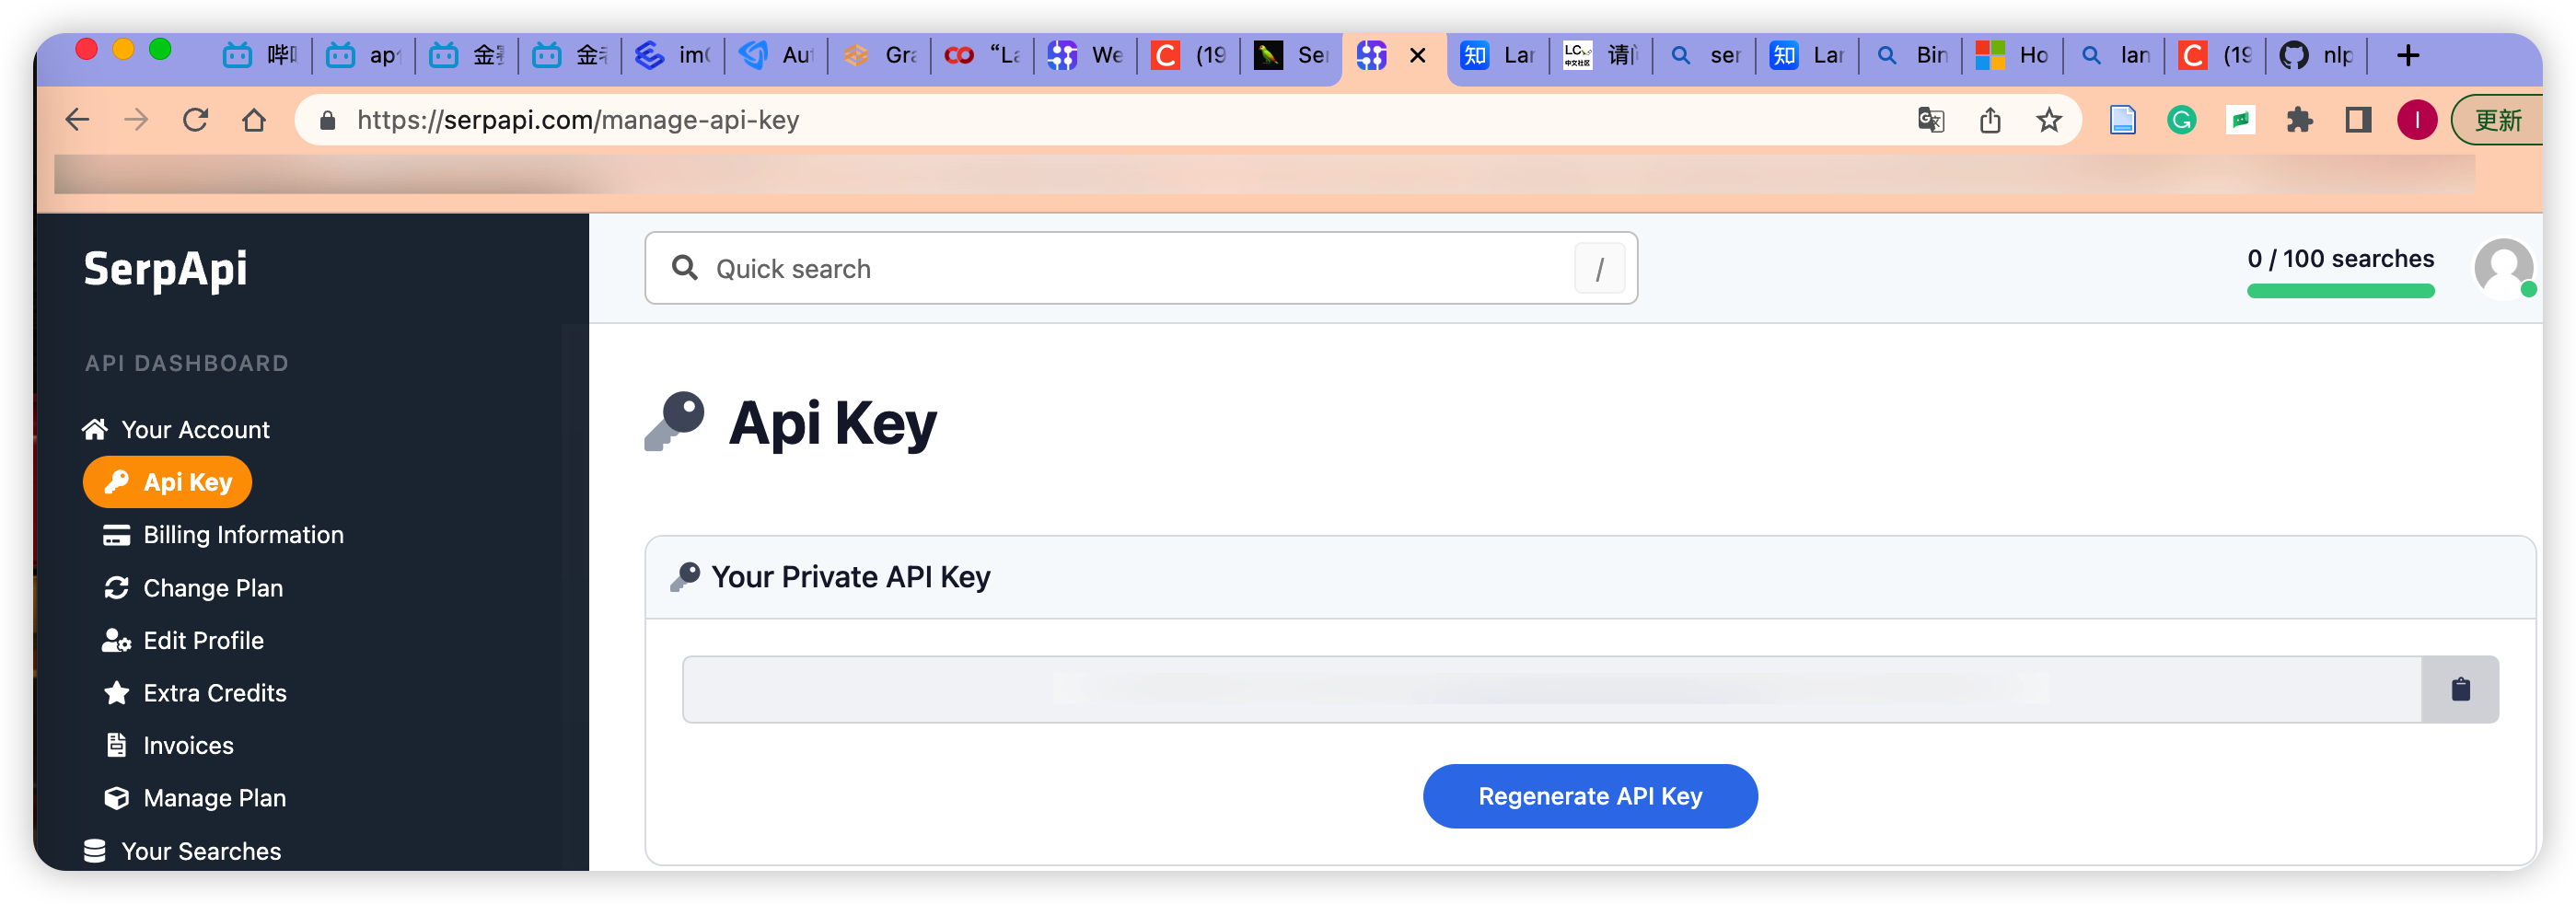 哔 ap 金 金 im Au Gra "La We (19 Se Lar 请 ser Lar Bin Ho lan (19 nlp
https://serpapi.com/manage-api-key 更新
SerpApi
Quick search /
0 / 100 searches
API DASHBOARD
Your Account
Api Key
Billing Information
Change Plan
Edit Profile
Extra Credits
Invoices
Manage Plan
Your Searches
Api Key
Your Private API Key
Regenerate API Key